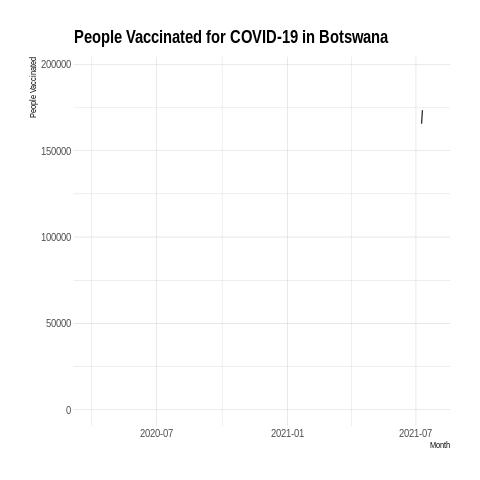 People Vaccinated for COVID-19 in Botswana
People Vaccinated
200000
150000
100000
50000
0
2020-07 2021-01 2021-07
Month